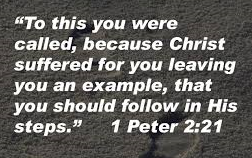 “To this you were
called, because Christ
suffered for you leaving
you an example, that
you should follow in His
steps.” 1 Peter 2:21